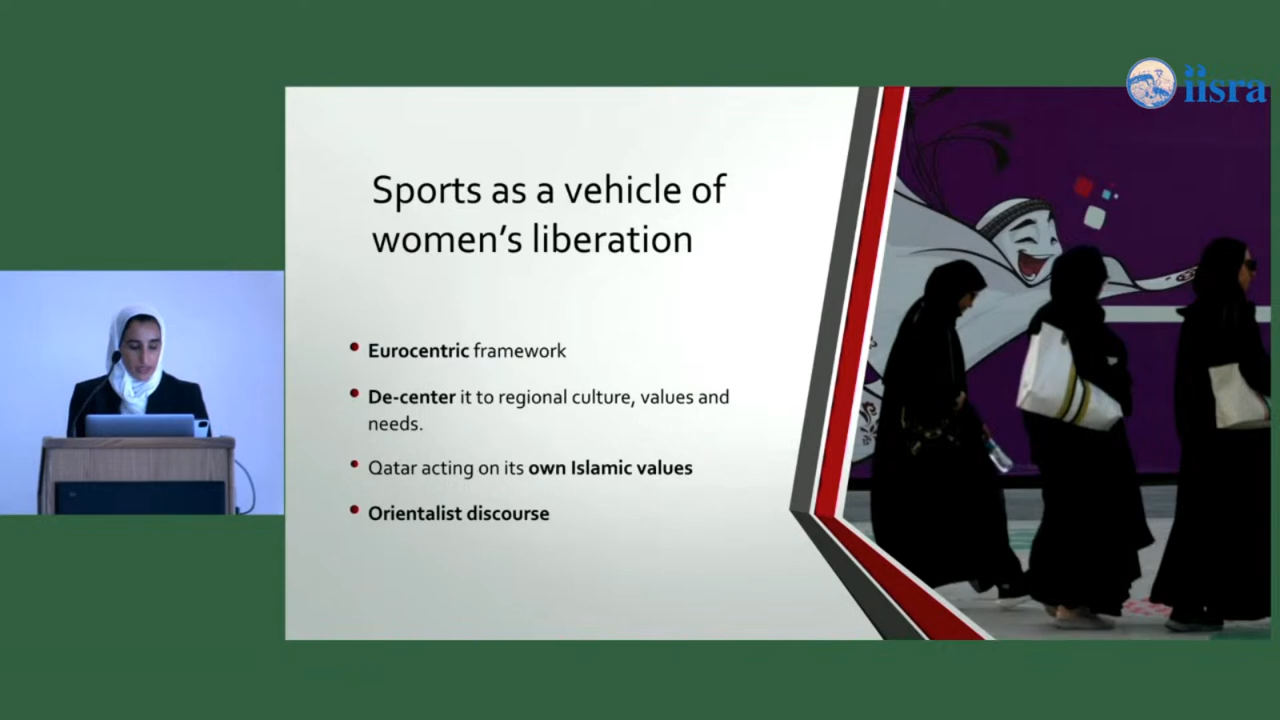 iisra
Sports as a vehicle of
women's liberation
• Eurocentric framework
• De-center it to regional culture, values and
needs.
• Qatar acting on its own Islamic values
• Orientalist discourse